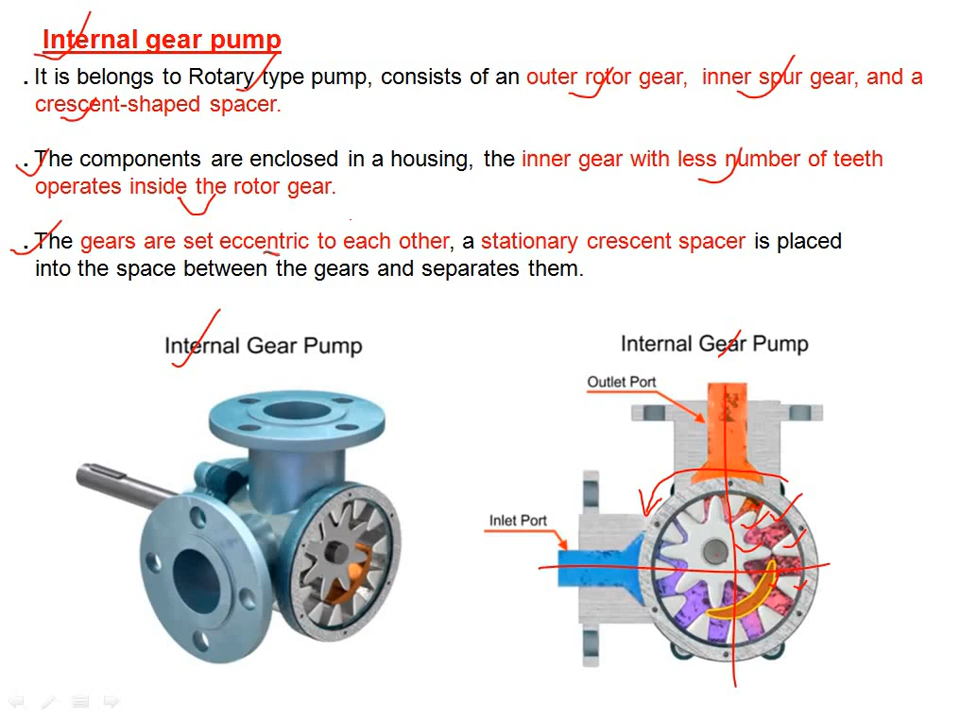 Internal gear pump
. It is belongs to Rotary type pump, consists of an outer rotor gear, inner spur gear, and a
crescent-shaped spacer.
. The components are enclosed in a housing, the inner gear with less number of teeth
operates inside the rotor gear.
. The gears are set eccentric to each other, a stationary crescent spacer is placed
into the space between the gears and separates them.
Internal Gear Pump
Internal Gear Pump
Outlet Port
Inlet Port